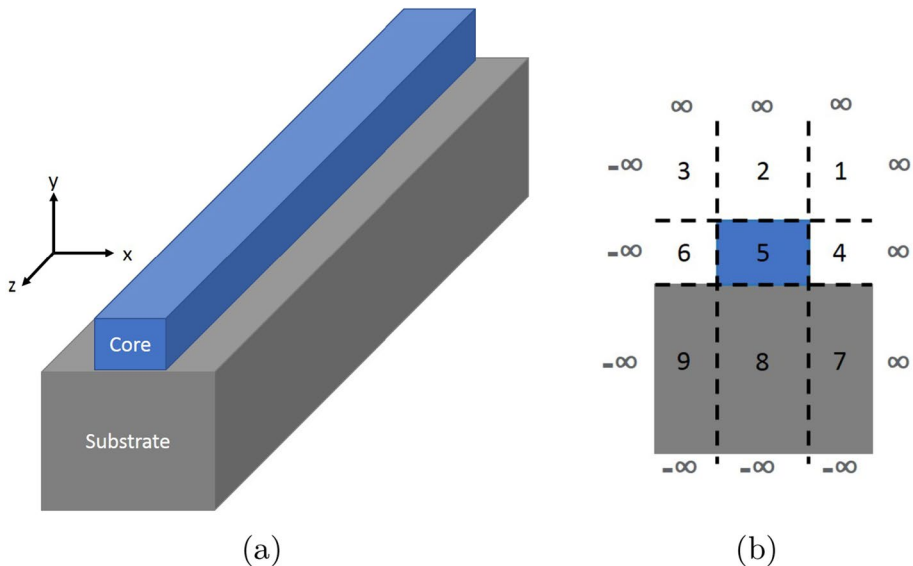 y
x
z
Core
Substrate
(a)
∞ ∞ ∞
-∞ 3 2 1 ∞
-∞ 6 5 4 ∞
-∞ 9 8 7 ∞
-∞ -∞ -∞
(b)